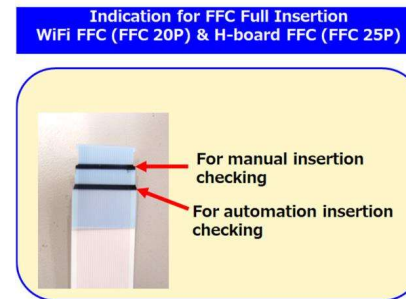 Indication for FFC Full Insertion
WiFi FFC (FFC 20P) & H-board FFC (FFC 25P)
For manual insertion
checking
For automation insertion
checking